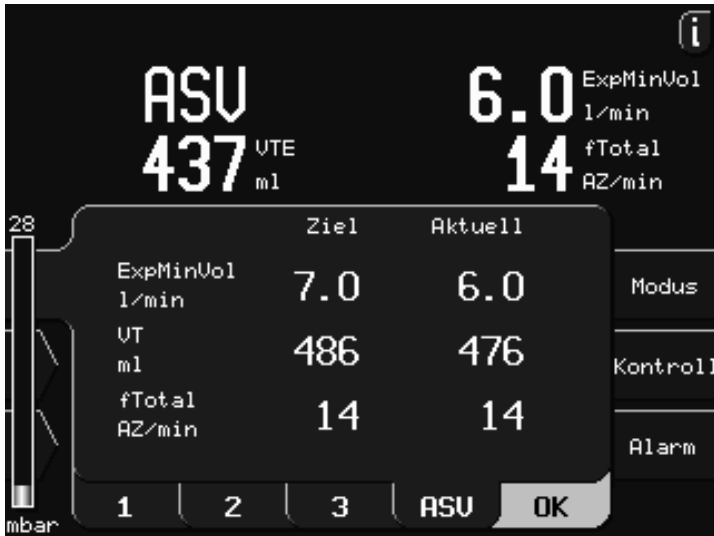 i
ASV
6.0 ExpMinVol l/min
437 VTE ml
14 fTotal AZ/min
28
Ziel Aktuell
ExpMinVol l/min 7.0 6.0
VT ml 486 476
fTotal AZ/min 14 14
Modus
Kontroll
Alarm
mbar
1 2 3 ASV OK